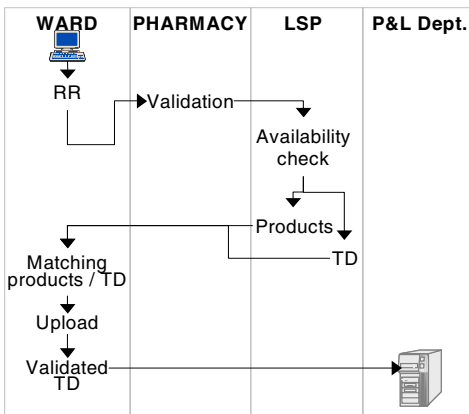 WARD PHARMACY LSP P&L Dept.
RR
Validation
Availability
check
Products
TD
Matching
products / TD
Upload
Validated
TD